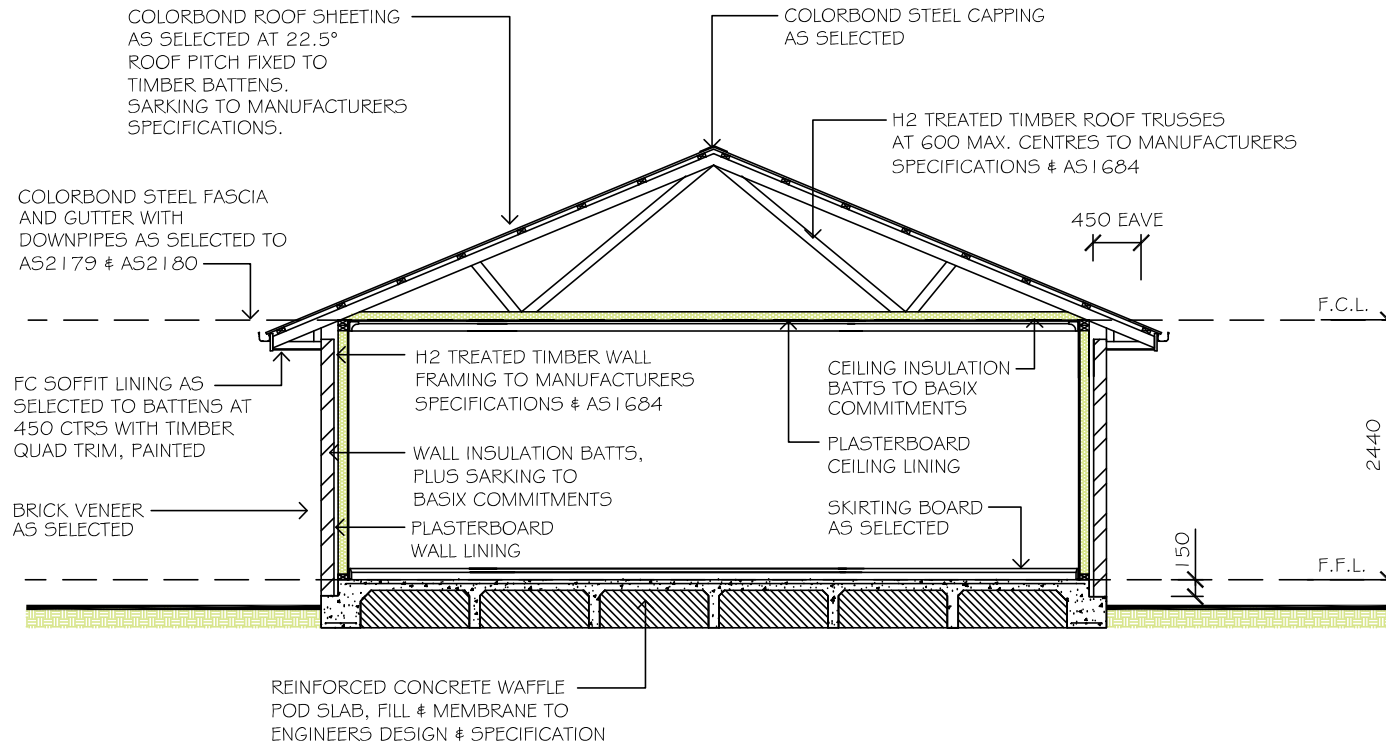 COLORBOND ROOF SHEETING
AS SELECTED AT 22.5°
ROOF PITCH FIXED TO
TIMBER BATTENS.
SARKING TO MANUFACTURERS
SPECIFICATIONS.
COLORBOND STEEL CAPPING
AS SELECTED
H2 TREATED TIMBER ROOF TRUSSES
AT 600 MAX. CENTRES TO MANUFACTURERS
SPECIFICATIONS & AS1684
COLORBOND STEEL FASCIA
AND GUTTER WITH
DOWNPIPES AS SELECTED TO
AS2179 & AS2180
450 EAVE
F.C.L.
FC SOFFIT LINING AS
SELECTED TO BATTENS AT
450 CTRS WITH TIMBER
QUAD TRIM, PAINTED
H2 TREATED TIMBER WALL
FRAMING TO MANUFACTURERS
SPECIFICATIONS & AS1684
CEILING INSULATION
BATTS TO BASIX
COMMITMENTS
WALL INSULATION BATTS,
PLUS SARKING TO
BASIX COMMITMENTS
PLASTERBOARD
CEILING LINING
2440
BRICK VENEER
AS SELECTED
PLASTERBOARD
WALL LINING
SKIRTING BOARD
AS SELECTED
150
F.F.L.
REINFORCED CONCRETE WAFFLE
POD SLAB, FILL & MEMBRANE TO
ENGINEERS DESIGN & SPECIFICATION